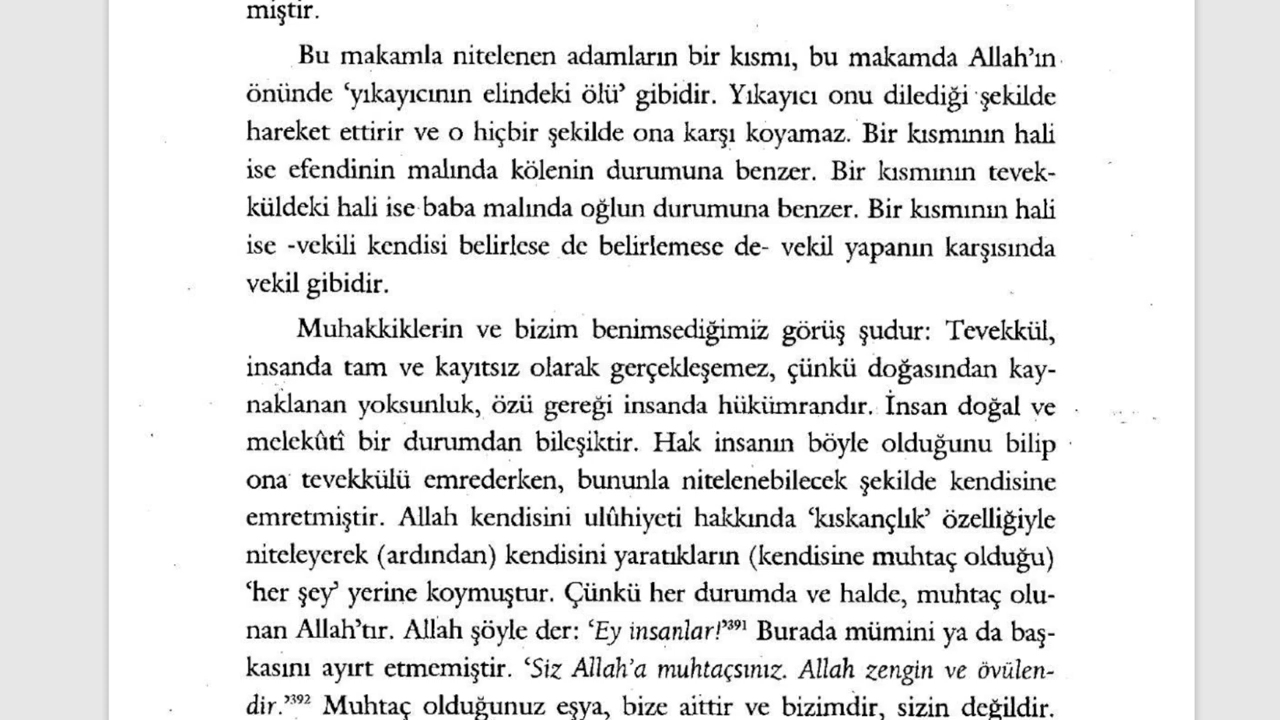 miştir.
Bu makamla nitelenen adamların bir kısmı, bu makamda Allah’ın
önünde ‘yıkayıcının elindeki ölü’ gibidir. Yıkayıcı onu dilediği şekilde
hareket ettirir ve o hiçbir şekilde ona karşı koyamaz. Bir kısmının hali
ise efendinin malında kölenin durumuna benzer. Bir kısmının tevek-
küldeki hali ise baba malında oğlun durumuna benzer. Bir kısmının hali
ise -vekili kendisi belirlese de belirlemese de- vekil yapanın karşısında
vekil gibidir.
Muhakkiklerin ve bizim benimsediğimiz görüş şudur: Tevekkül,
insanda tam ve kayıtsız olarak gerçekleşemez, çünkü doğasından kay-
naklanan yoksunluk, özü gereği insanda hükümrandır. İnsan doğal ve
melekûtî bir durumdan bileşiktir. Hak insanın böyle olduğunu bilip
ona tevekkülü emrederken, bununla nitelenebilecek şekilde kendisine
emretmiştir. Allah kendisini ulûhiyeti hakkında ‘kıskançlık’ özelliğiyle
niteleyerek (ardından) kendisini yaratıkların (kendisine muhtaç olduğu)
‘her şey’ yerine koymuştur. Çünkü her durumda ve halde, muhtaç olu-
nan Allah’tır. Allah şöyle der: ‘Ey insanlar!’³⁹¹ Burada mümini ya da baş-
kasını ayırt etmemiştir. ‘Siz Allah’a muhtaçsınız. Allah zengin ve övülen-
dir.’³⁹² Muhtaç olduğunuz eşya, bize aittir ve bizimdir, sizin değildir.